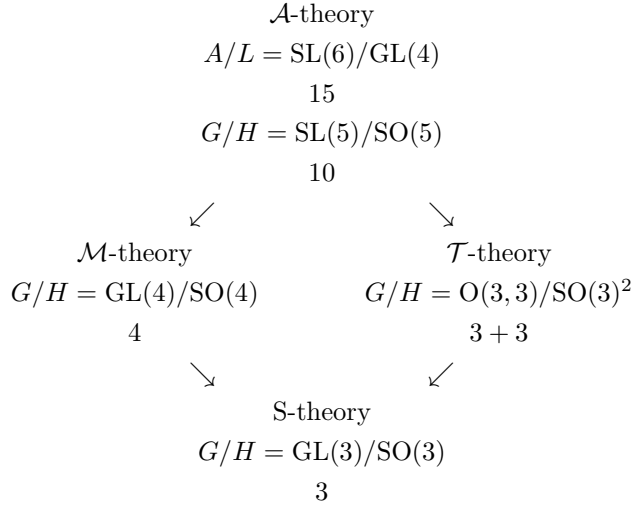 𝒜-theory
A/L = SL(6)/GL(4)
15
G/H = SL(5)/SO(5)
10
↙ ↘
ℳ-theory 𝒯-theory
G/H = GL(4)/SO(4) G/H = O(3, 3)/SO(3)²
4 3 + 3
↘ ↙
S-theory
G/H = GL(3)/SO(3)
3